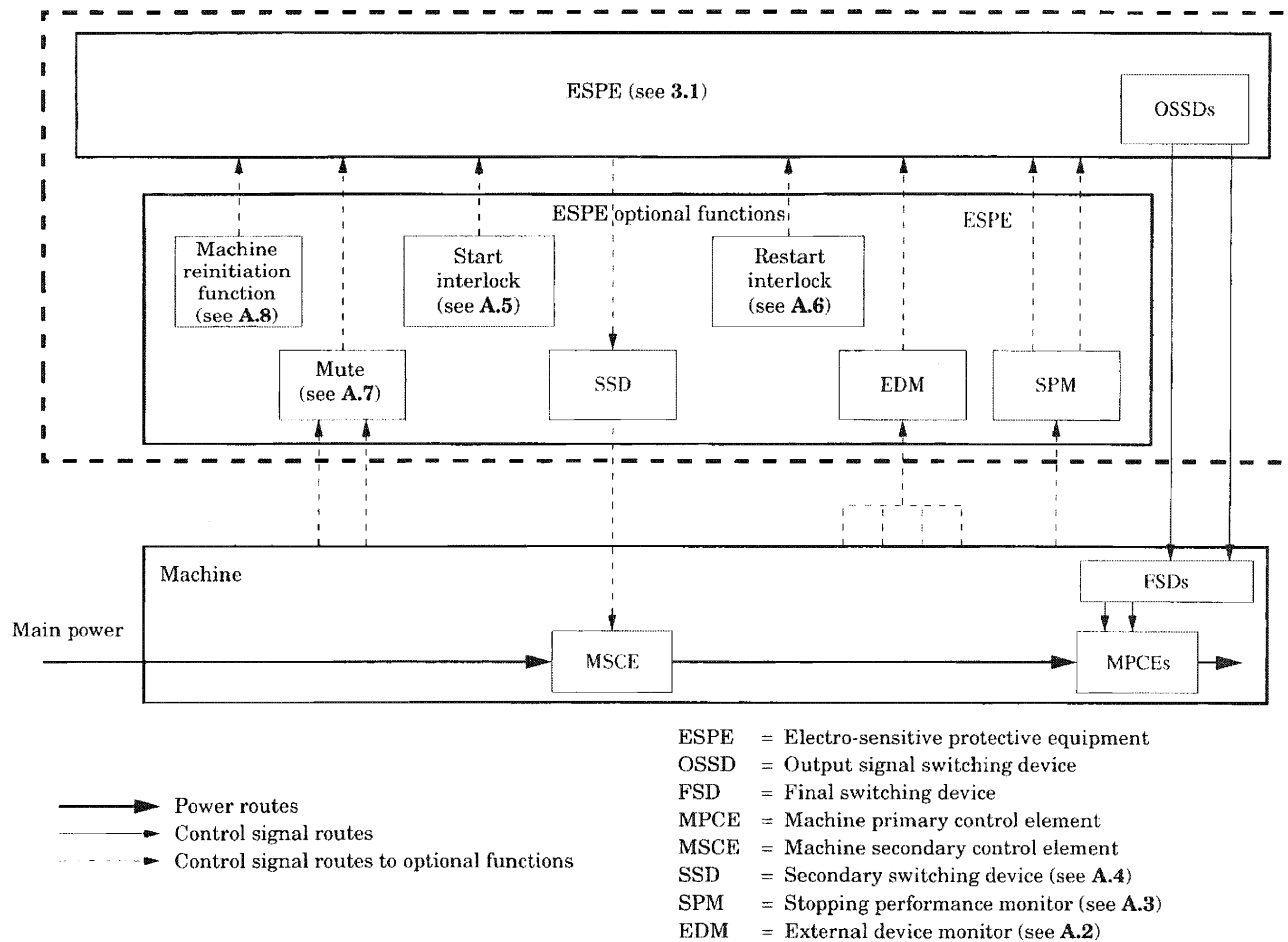 ESPE (see 3.1)
OSSDs
ESPE optional functions
ESPE
Machine
reinitiation
function
(see A.8)
Start
interlock
(see A.5)
Restart
interlock
(see A.6)
Mute
(see A.7)
SSD
EDM
SPM
Machine
FSDs
Main power
MSCE
MPCEs
ESPE = Electro-sensitive protective equipment
OSSD = Output signal switching device
FSD = Final switching device
MPCE = Machine primary control element
MSCE = Machine secondary control element
SSD = Secondary switching device (see A.4)
SPM = Stopping performance monitor (see A.3)
EDM = External device monitor (see A.2)
Power routes
Control signal routes
Control signal routes to optional functions